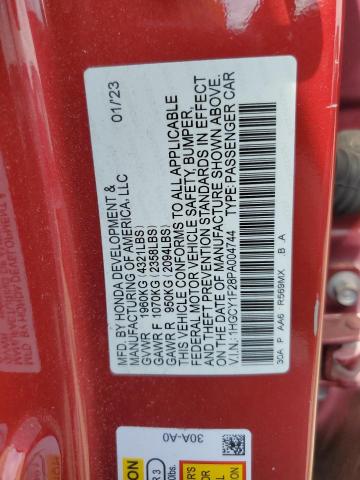 MFD. BY HONDA DEVELOPMENT & 01/'23
MANUFACTURING OF AMERICA, LLC
GVWR 1960KG (4321LBS)
GAWR F 1070KG (2358LBS)
GAWR R 950KG (2094LBS)
THIS VEHICLE CONFORMS TO ALL APPLICABLE
FEDERAL MOTOR VEHICLE SAFETY, BUMPER,
AND THEFT PREVENTION STANDARDS IN EFFECT
ON THE DATE OF MANUFACTURE SHOWN ABOVE.
V.I.N.: 1HGCY1F28PA004744 TYPE: PASSENGER CAR
30A P AA6 R569MX B A
30A-A0